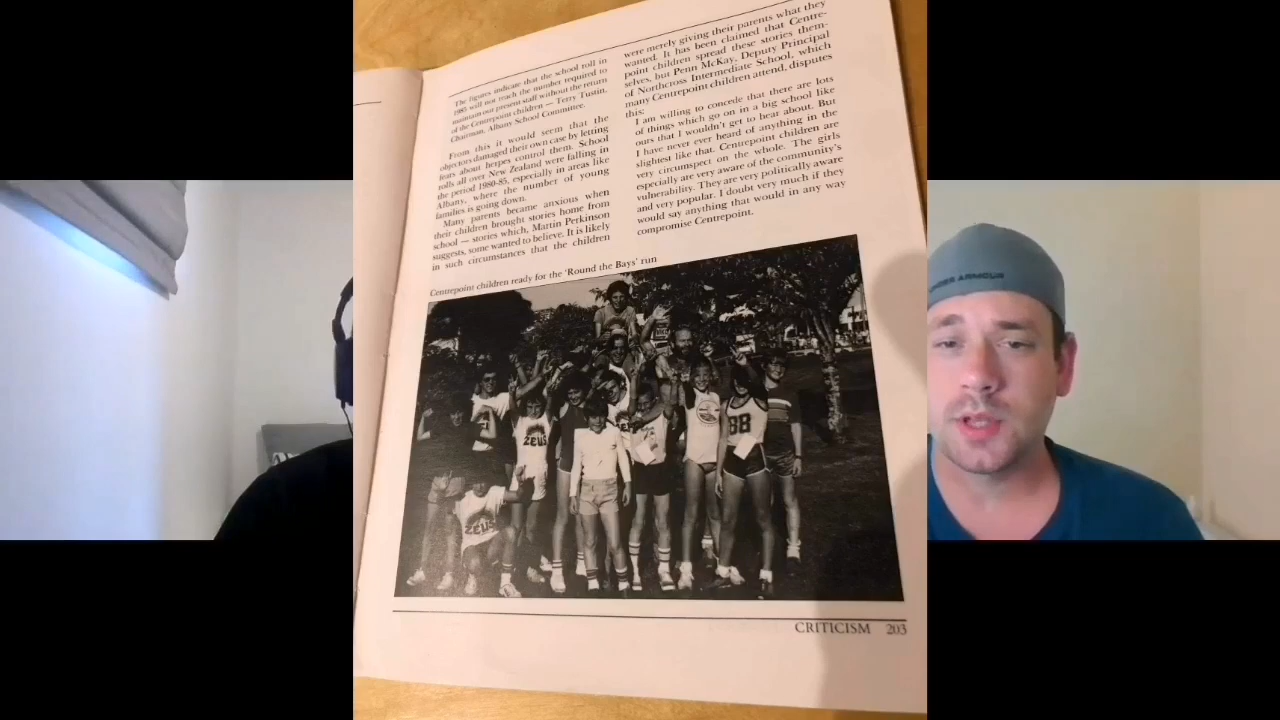 The figures indicate that the school roll in
1985 will not reach the number required to
maintain our present staff without the return
of the Centrepoint children — Terry Tustin,
Chairman, Albany School Committee.
From this it would seem that the
objectors damaged their own case by letting
fears about herpes control them. School
rolls all over New Zealand were falling in
the period 1980-85, especially in areas like
Albany, where the number of young
families is going down.
Many parents became anxious when
their children brought stories home from
school — stories which, Martin Perkinson
suggests, some wanted to believe. It is likely
in such circumstances that the children
were merely giving their parents what they
wanted. It has been claimed that Centre-
point children spread these stories them-
selves, but Penn McKay, Deputy Principal
of Northcross Intermediate School, which
many Centrepoint children attend, disputes
this:
I am willing to concede that there are lots
of things which go on in a big school like
ours that I wouldn't get to hear about. But
I have never ever heard of anything in the
slightest like that. Centrepoint children are
very circumspect on the whole. The girls
especially are very aware of the community's
vulnerability. They are very politically aware
and very popular. I doubt very much if they
would say anything that would in any way
compromise Centrepoint.
Centrepoint children ready for the 'Round the Bays' run
ZEUS
88
ZEUS
CRITICISM 203
UNDER ARMOUR